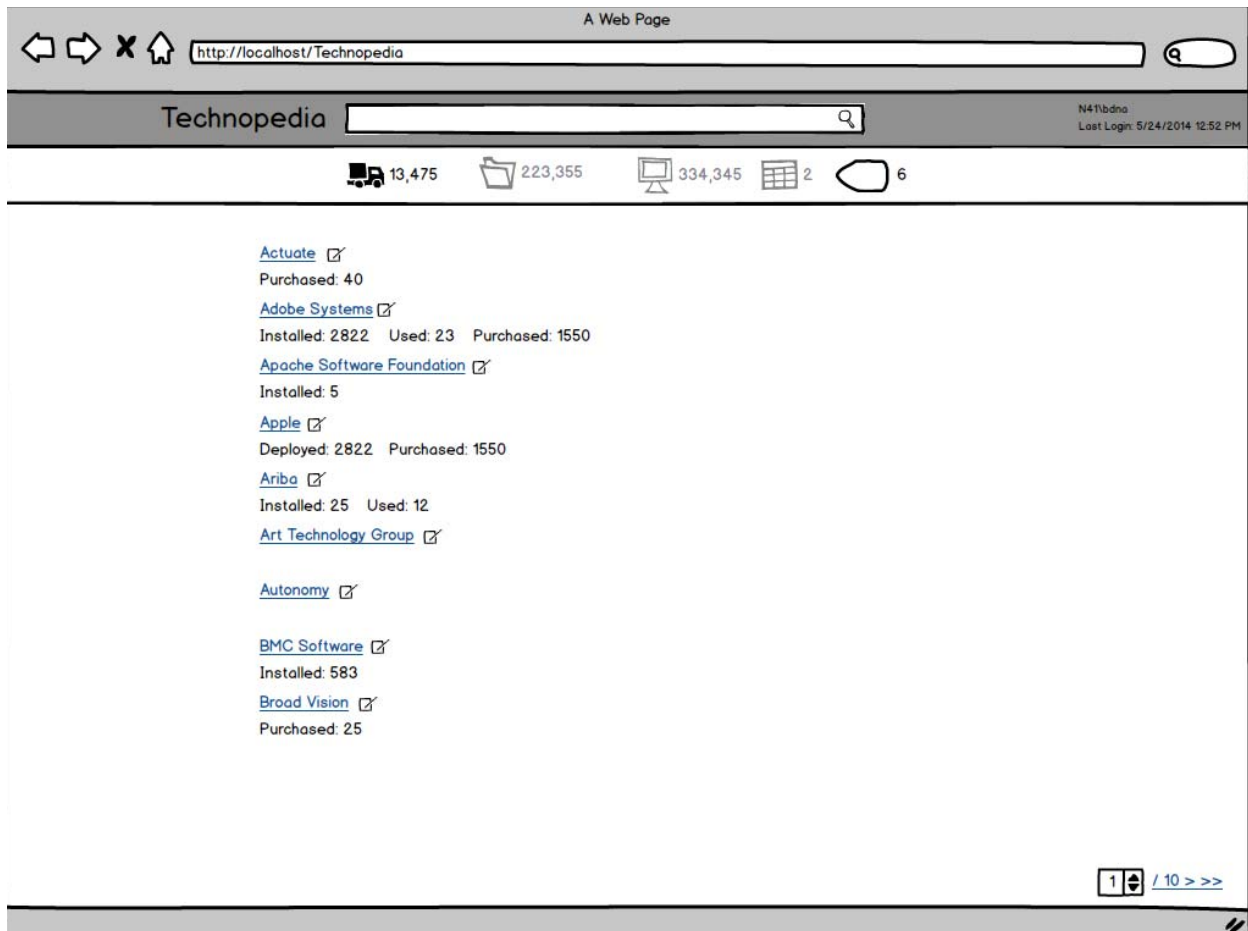 A Web Page
http://localhost/Technopedia
Technopedia
N41\bdna
Last Login: 5/24/2014 12:52 PM
13,475 223,355 334,345 2 6
Actuate
Purchased: 40
Adobe Systems
Installed: 2822 Used: 23 Purchased: 1550
Apache Software Foundation
Installed: 5
Apple
Deployed: 2822 Purchased: 1550
Ariba
Installed: 25 Used: 12
Art Technology Group
Autonomy
BMC Software
Installed: 583
Broad Vision
Purchased: 25
1 / 10 > >>